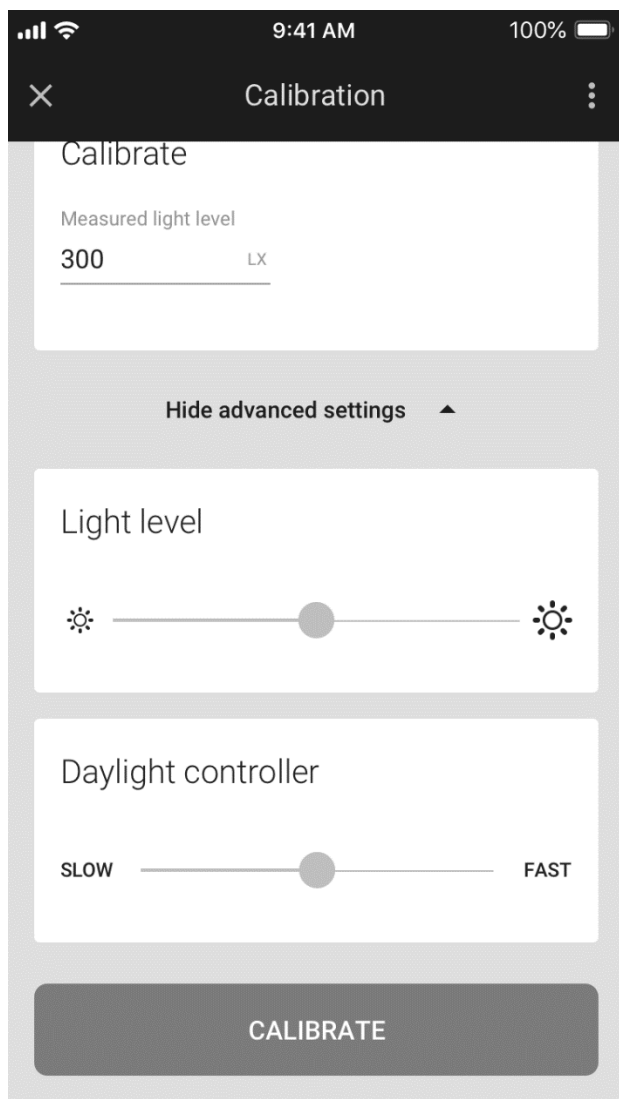 9:41 AM 100%
Calibration
Calibrate
Measured light level
300 LX
Hide advanced settings
Light level
Daylight controller
SLOW FAST
CALIBRATE